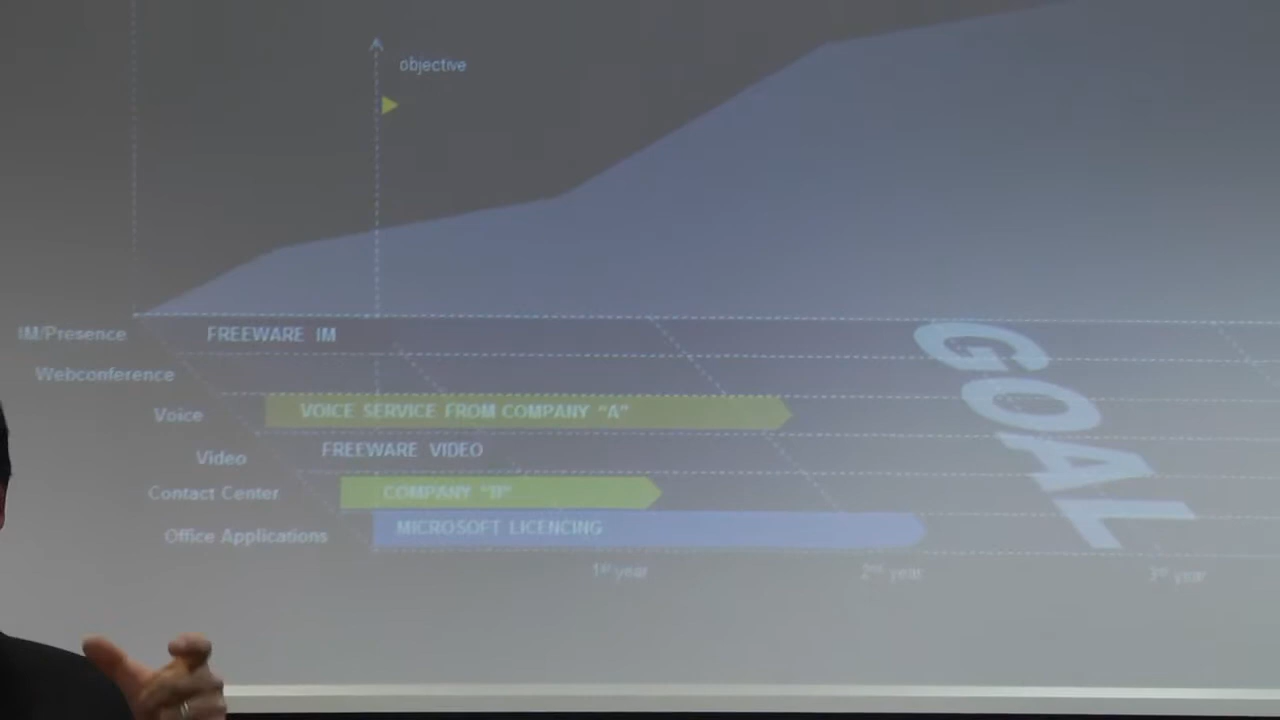 objective
IM/Presence FREEWARE IM
Webconference
Voice VOICE SERVICE FROM COMPANY "A"
Video FREEWARE VIDEO
Contact Center COMPANY "B"
Office Applications MICROSOFT LICENCING
GOAL
1st year 2nd year 3rd year